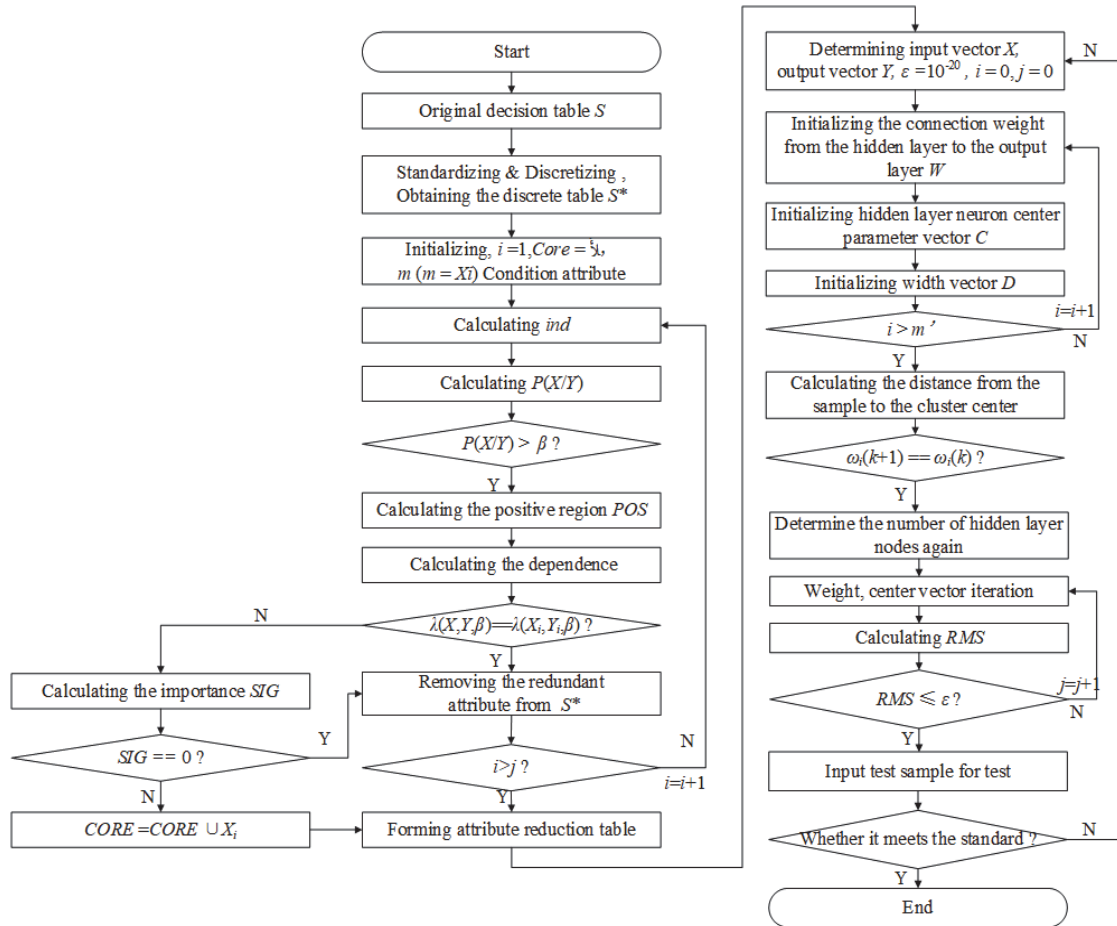 Start
Original decision table S
Standardizing & Discretizing ,
Obtaining the discrete table S*
Initializing, i =1,Core =
m (m = Xi) Condition attribute
Calculating ind
Calculating P(X/Y)
P(X/Y) > β ?
Y
Calculating the positive region POS
Calculating the dependence
λ(X,Y,β)==λ(Xᵢ,Yᵢ,β) ?
N
Y
Calculating the importance SIG
Removing the redundant
attribute from S*
SIG == 0 ?
Y
N
i>j ?
N
i=i+1
Y
CORE =CORE ∪ Xᵢ
Forming attribute reduction table
Determining input vector X,
output vector Y, ε =10⁻²⁰ , i = 0, j = 0
N
Initializing the connection weight
from the hidden layer to the output
layer W
Initializing hidden layer neuron center
parameter vector C
Initializing width vector D
i=i+1
i > m ’
N
Y
Calculating the distance from the
sample to the cluster center
ωᵢ(k+1) == ωᵢ(k) ?
Y
Determine the number of hidden layer
nodes again
Weight, center vector iteration
Calculating RMS
j=j+1
RMS ⩽ ε ?
N
Y
Input test sample for test
Whether it meets the standard ?
N
Y
End